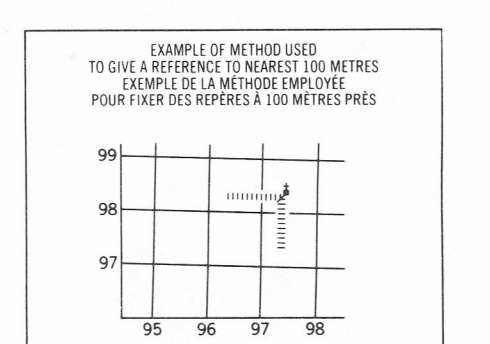 EXAMPLE OF METHOD USED
TO GIVE A REFERENCE TO NEAREST 100 METRES
EXEMPLE DE LA MÉTHODE EMPLOYÉE
POUR FIXER DES REPÈRES À 100 MÈTRES PRÈS
99
98
97
95 96 97 98